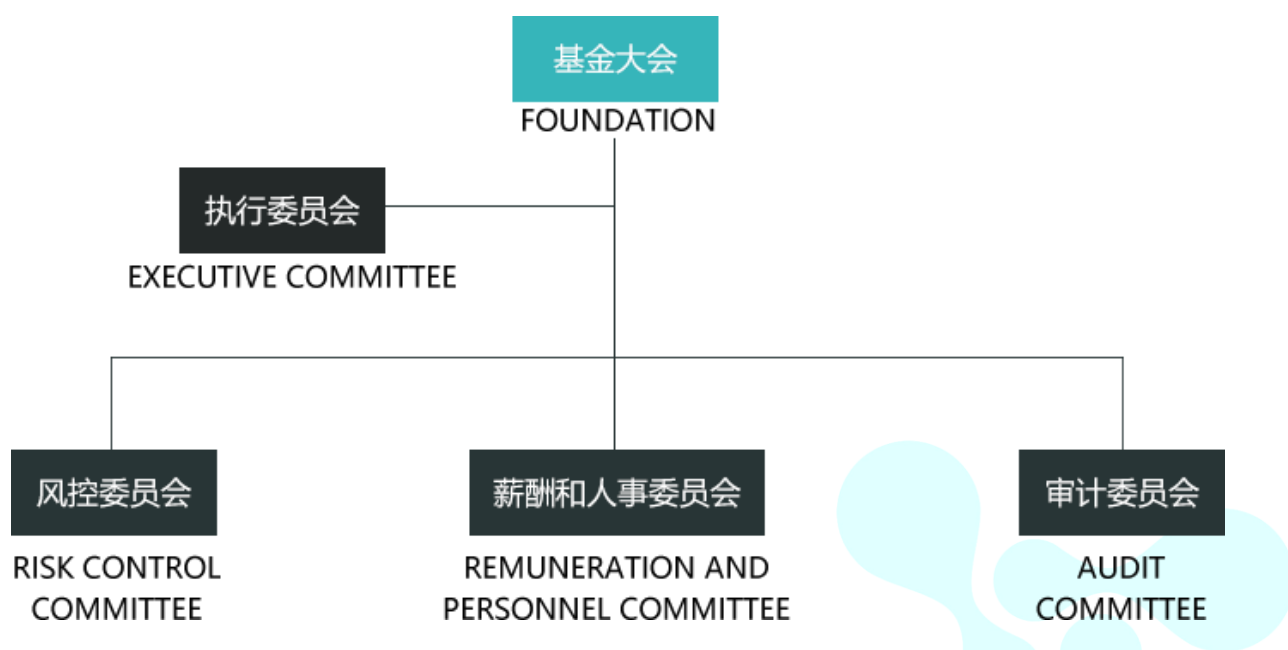 基金大会
FOUNDATION
执行委员会
EXECUTIVE COMMITTEE
风控委员会
RISK CONTROL
COMMITTEE
薪酬和人事委员会
REMUNERATION AND
PERSONNEL COMMITTEE
审计委员会
AUDIT
COMMITTEE